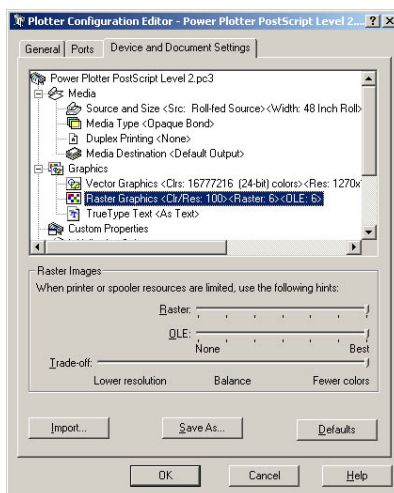 Plotter Configuration Editor - Power Plotter PostScript Level 2....
General Ports Device and Document Settings
Power Plotter PostScript Level 2.pc3
Media
Source and Size <Src: Roll-fed Source><Width: 48 Inch Roll>
Media Type <Opaque Bond>
Duplex Printing <None>
Media Destination <Default Output>
Graphics
Vector Graphics <Clrs: 16777216 (24-bit) colors><Res: 1270x
Raster Graphics <Clr/Res: 100><Raster: 6><OLE: 6>
TrueType Text <As Text>
Custom Properties
Raster Images
When printer or spooler resources are limited, use the following hints:
Raster:
OLE:
None Best
Trade-off:
Lower resolution Balance Fewer colors
Import... Save As... Defaults
OK Cancel Help